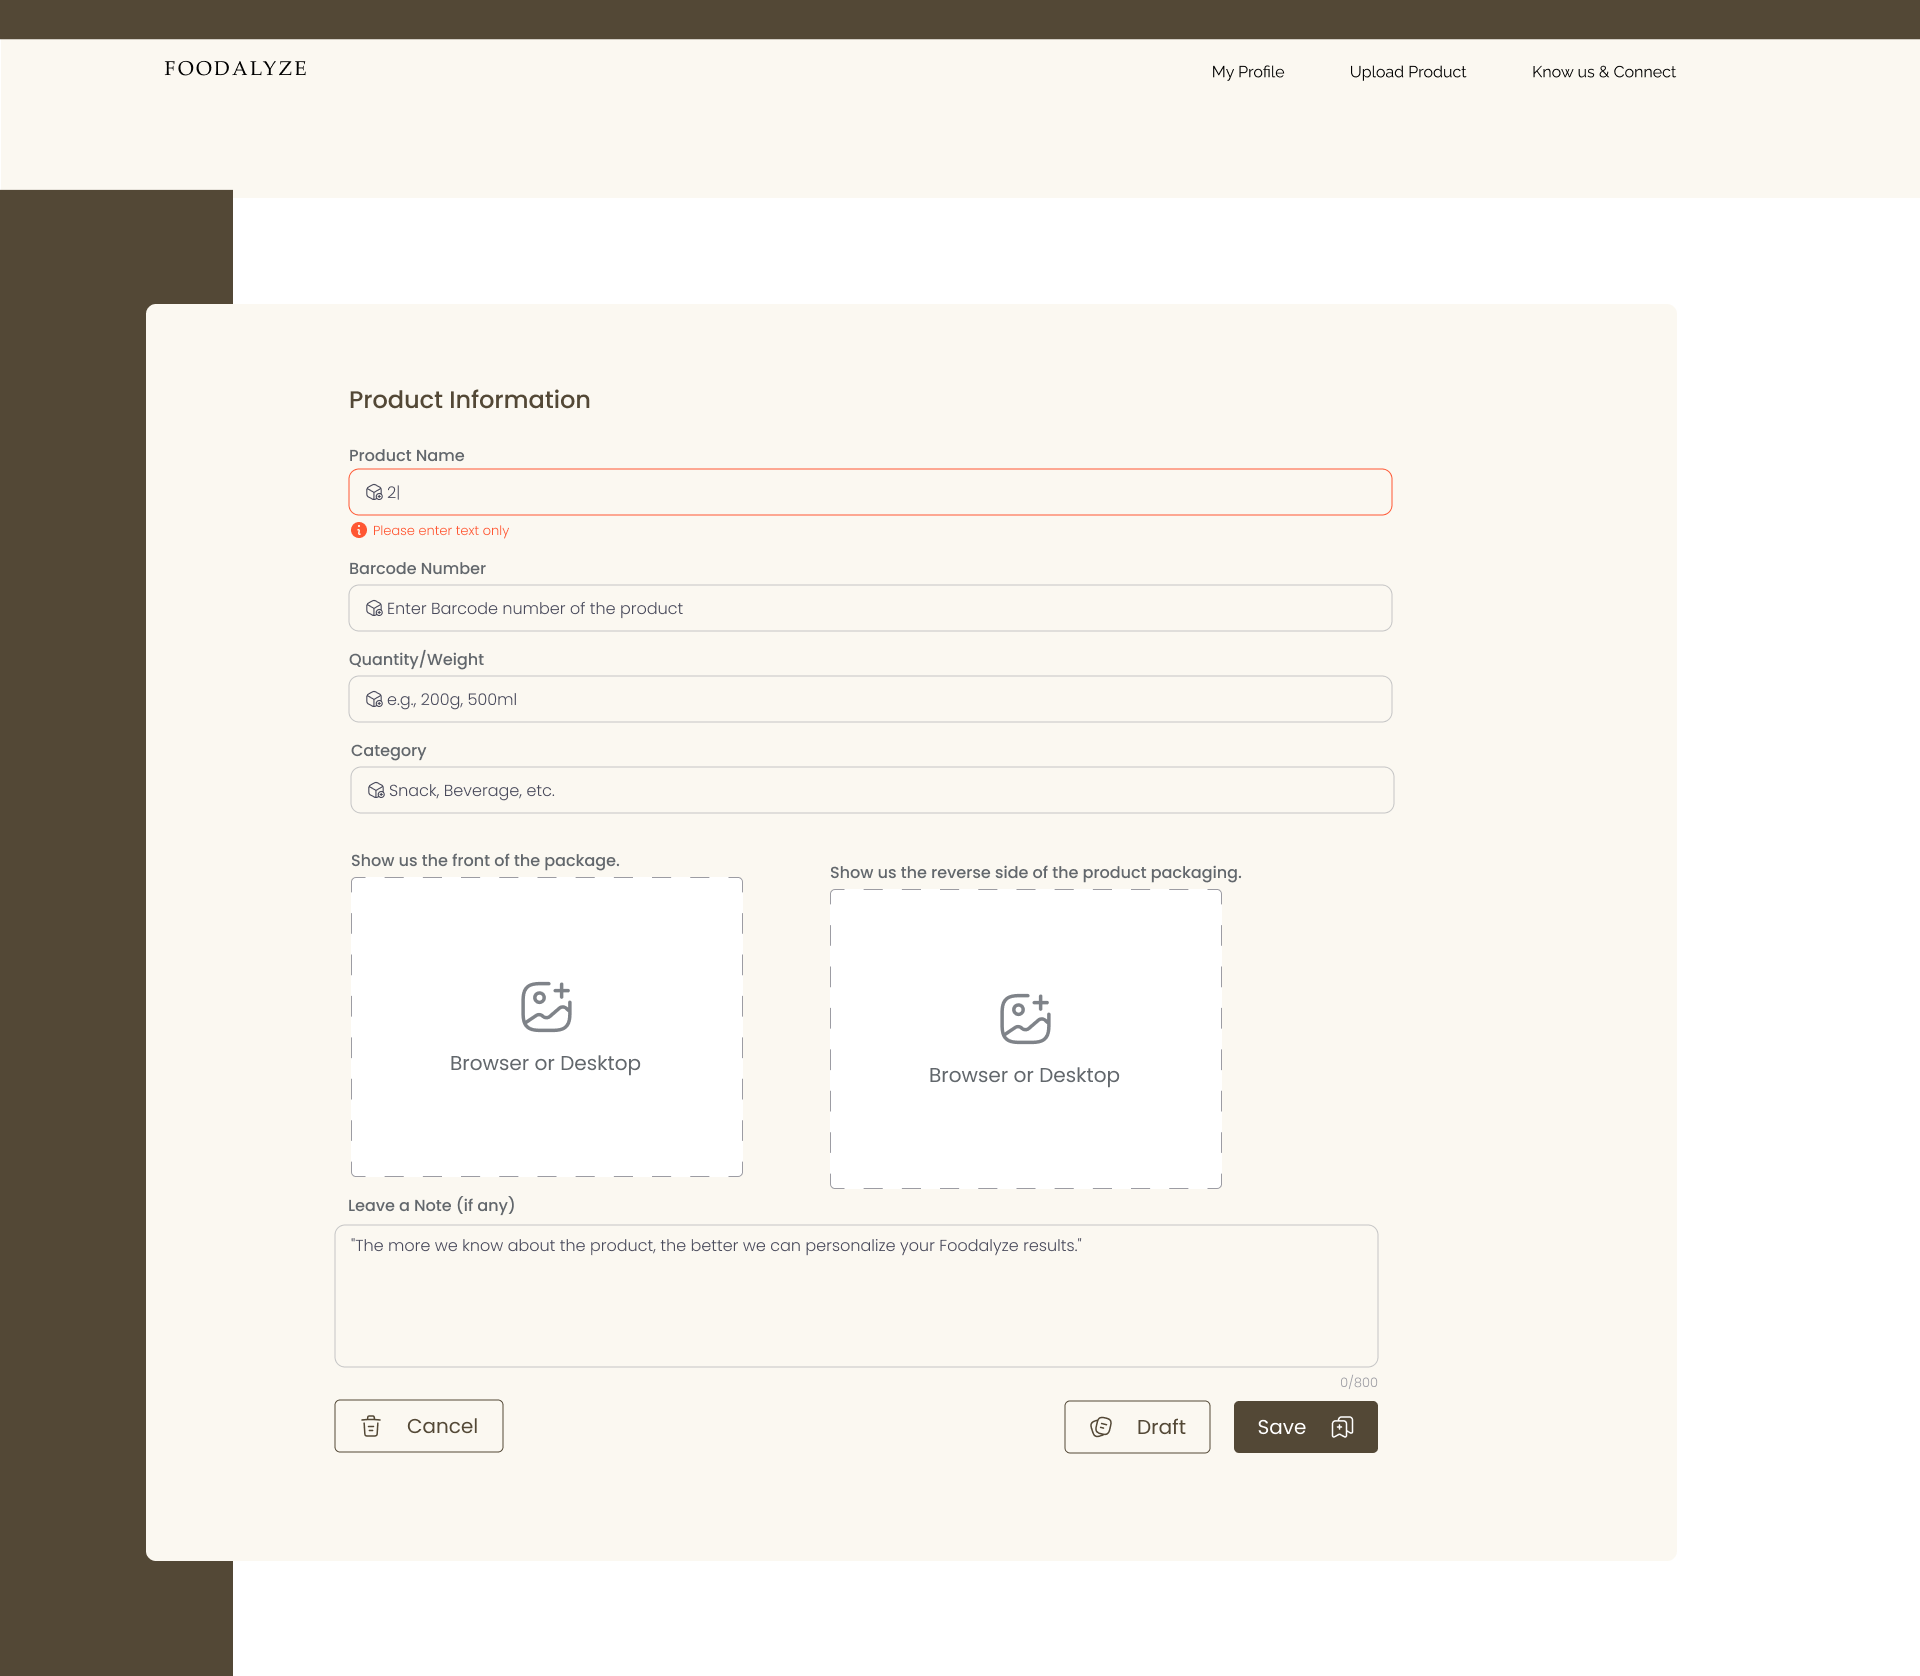 FOODALYZE
My Profile
Upload Product
Know us & Connect
Product Information
Product Name
2|
Please enter text only
Barcode Number
Enter Barcode number of the product
Quantity/Weight
e.g., 200g, 500ml
Category
Snack, Beverage, etc.
Show us the front of the package.
Browser or Desktop
Show us the reverse side of the product packaging.
Browser or Desktop
Leave a Note (if any)
"The more we know about the product, the better we can personalize your Foodalyze results."
0/800
Cancel
Draft
Save